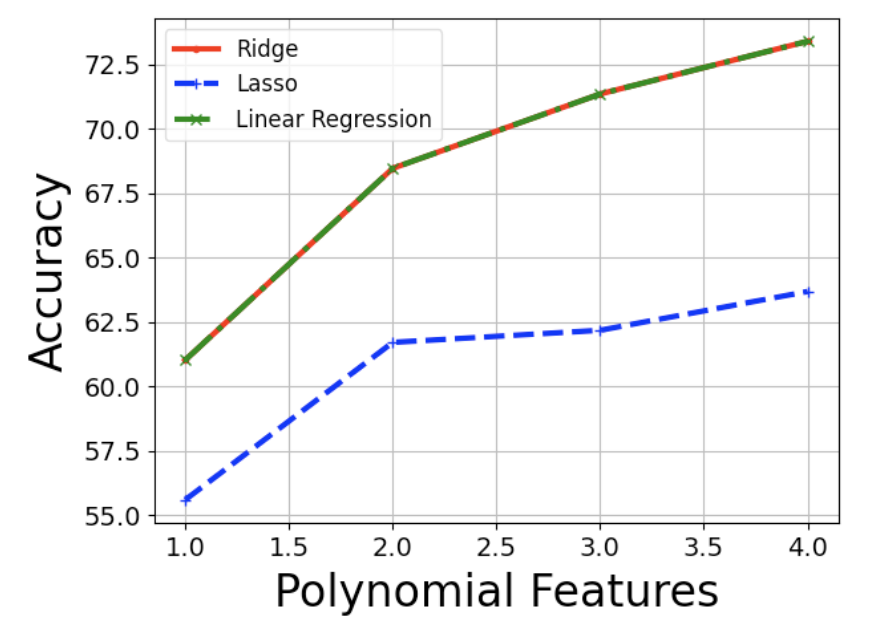 Ridge
Lasso
Linear Regression
Accuracy
72.5
70.0
67.5
65.0
62.5
60.0
57.5
55.0
1.0 1.5 2.0 2.5 3.0 3.5 4.0
Polynomial Features